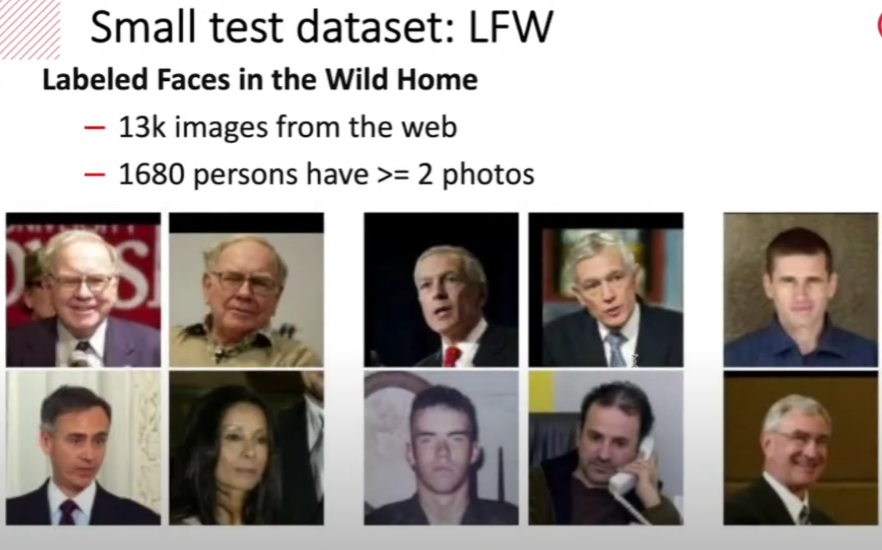 Small test dataset: LFW
Labeled Faces in the Wild Home
– 13k images from the web
– 1680 persons have >= 2 photos